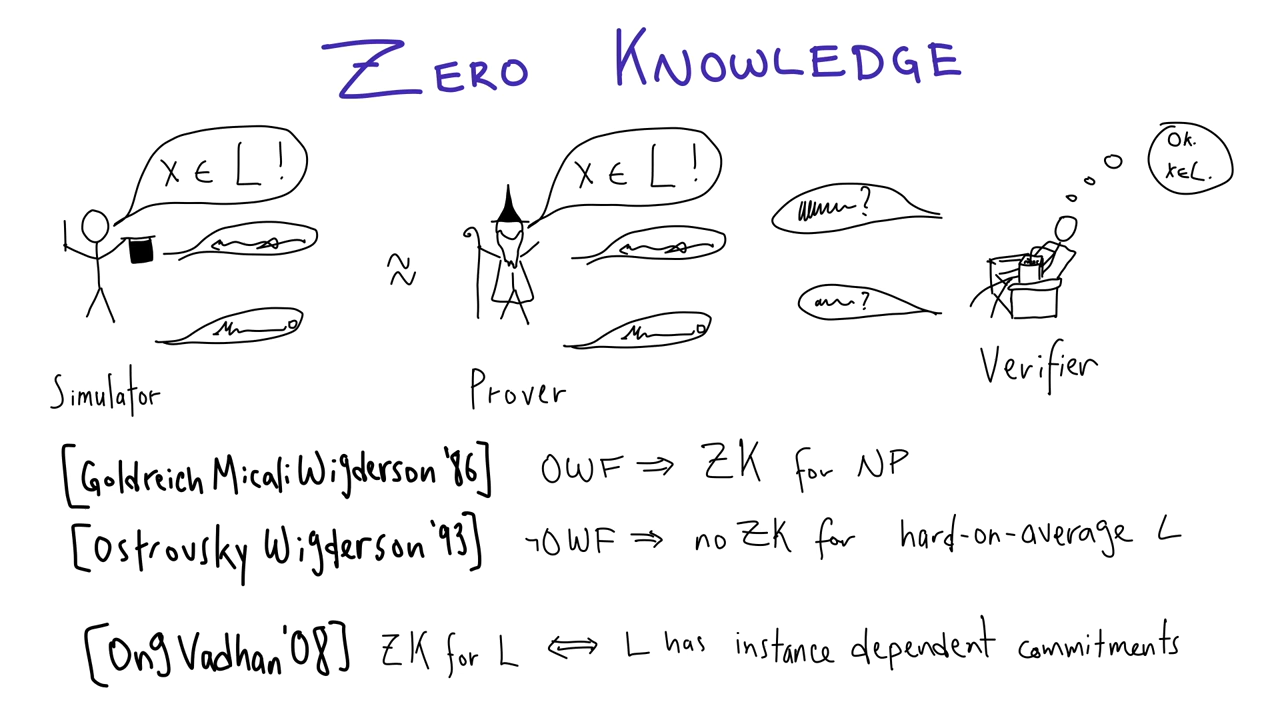 ZERO KNOWLEDGE
x ∈ L!
x ∈ L!
Ok.
x∈L.
≈
?
?
Simulator
Prover
Verifier
[Goldreich Micali Wigderson '86] OWF ⇒ ZK for NP
[Ostrovsky Wigderson '93] ¬OWF ⇒ no ZK for hard-on-average L
[Ong Vadhan '08] ZK for L ⟺ L has instance dependent commitments